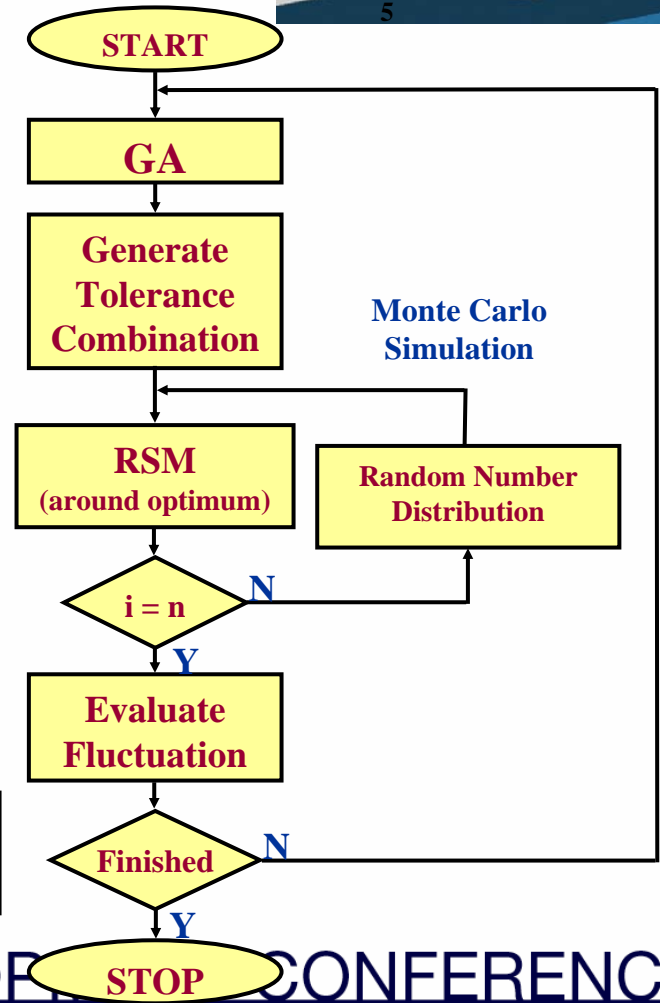 5
START
GA
Generate
Tolerance
Combination
Monte Carlo
Simulation
RSM
(around optimum)
Random Number
Distribution
i = n
N
Y
Evaluate
Fluctuation
Finished
N
Y
STOP
CONFERENC